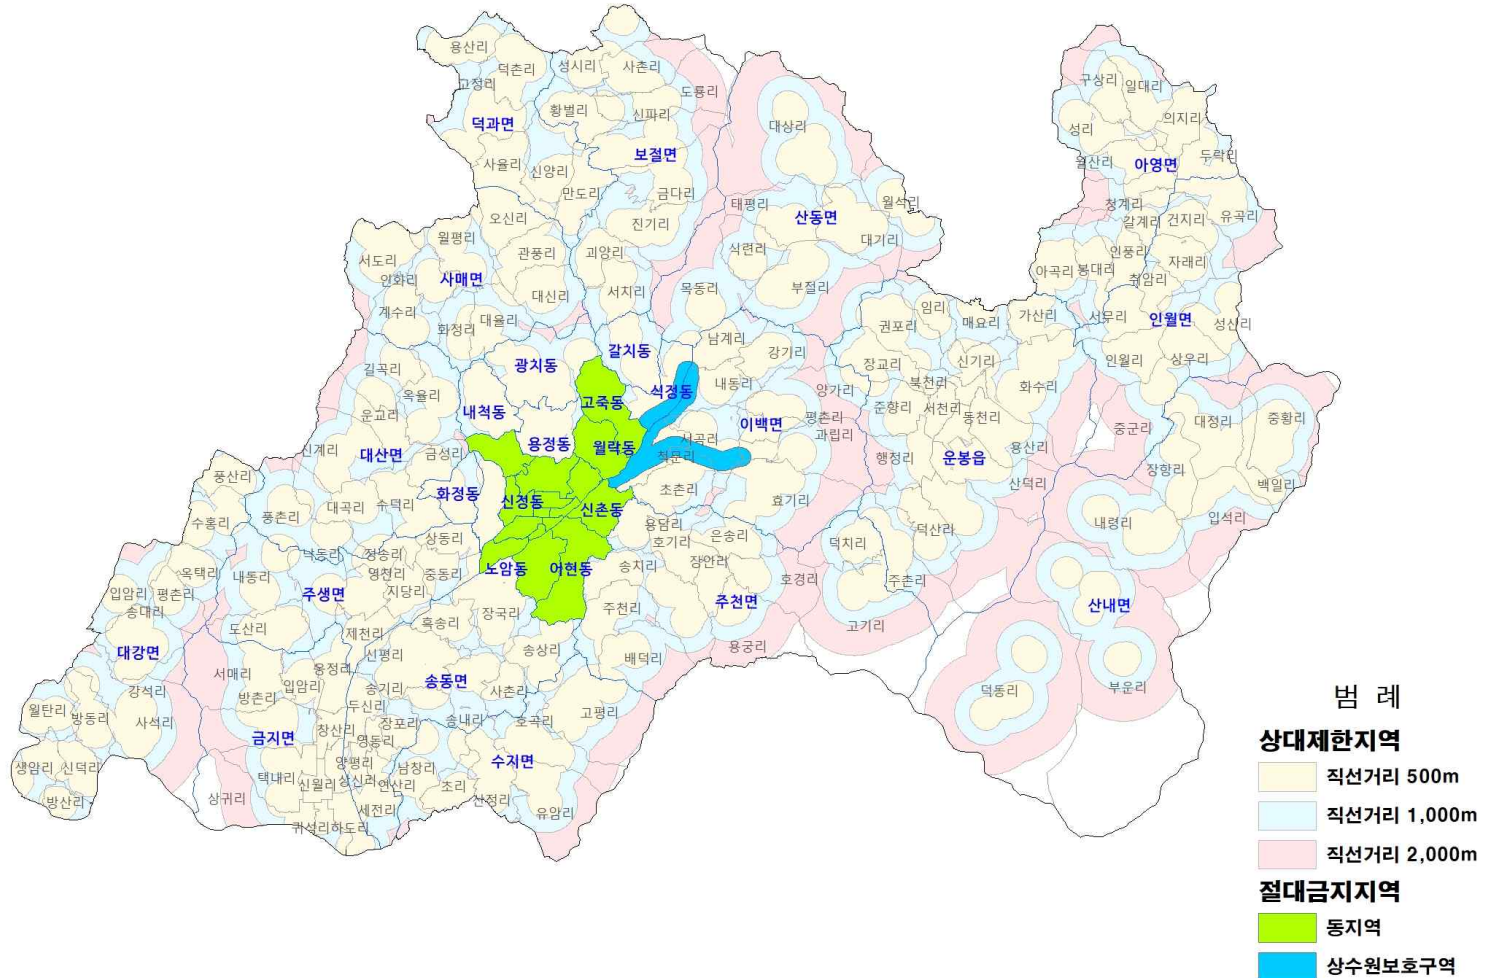 용산리
덕촌리
고정리
성시리
사촌리
도룡리
황벌리
신파리
덕과면
보절면
사율리
신양리
만도리
금다리
오신리
진기리
대상리
태평리
산동면
월석리
대기리
식련리
부절리
목동리
구상리
일대리
성리
의지리
월산리
아영면
두락리
청계리
갈계리
건지리
유곡리
인풍리
아곡리
봉대리
자래리
취암리
서무리
인월면
성산리
인월리
상우리
월평리
서도리
인화리
사매면
관풍리
괴양리
대신리
서치리
계수리
화정리
대율리
길곡리
옥율리
운교리
광치동
갈치동
남계리
강기리
내동리
석정동
고죽동
내척동
용정동
월락동
이백면
서곡리
척문리
임리
권포리
매요리
가산리
장교리
신기리
북천리
화수리
양가리
준향리
서천리
동천리
평촌리
과립리
행정리
운봉읍
용산리
산덕리
중군리
대정리
중황리
장항리
백일리
입석리
내령리
신계리
대산면
금성리
풍산리
화정동
신정동
신촌동
초촌리
효기리
대곡리
수덕리
풍촌리
수홍리
상동리
용담리
호기리
은송리
덕치리
덕산리
낙동리
정송리
옥택리
내동리
영천리
중동리
노암동
어현동
송치리
장안리
호경리
주촌리
입암리
평촌리
송대리
주생면
지당리
장국리
주천리
주천면
산내면
도산리
제천리
흑송리
고기리
대강면
신평리
송상리
용궁리
서매리
옹정리
배덕리
강석리
입암리
송기리
송동면
사촌리
덕동리
부운리
월탄리
방동리
사석리
방촌리
두신리
장포리
송내리
호곡리
고평리
금지면
창산리
영동리
수지면
생암리
신덕리
택내리
양평리
남창리
신월리
상신리
연산리
초리
방산리
상귀리
세전리
산정리
유암리
귀석리
하도리
범 례
상대제한지역
직선거리 500m
직선거리 1,000m
직선거리 2,000m
절대금지지역
동지역
상수원보호구역